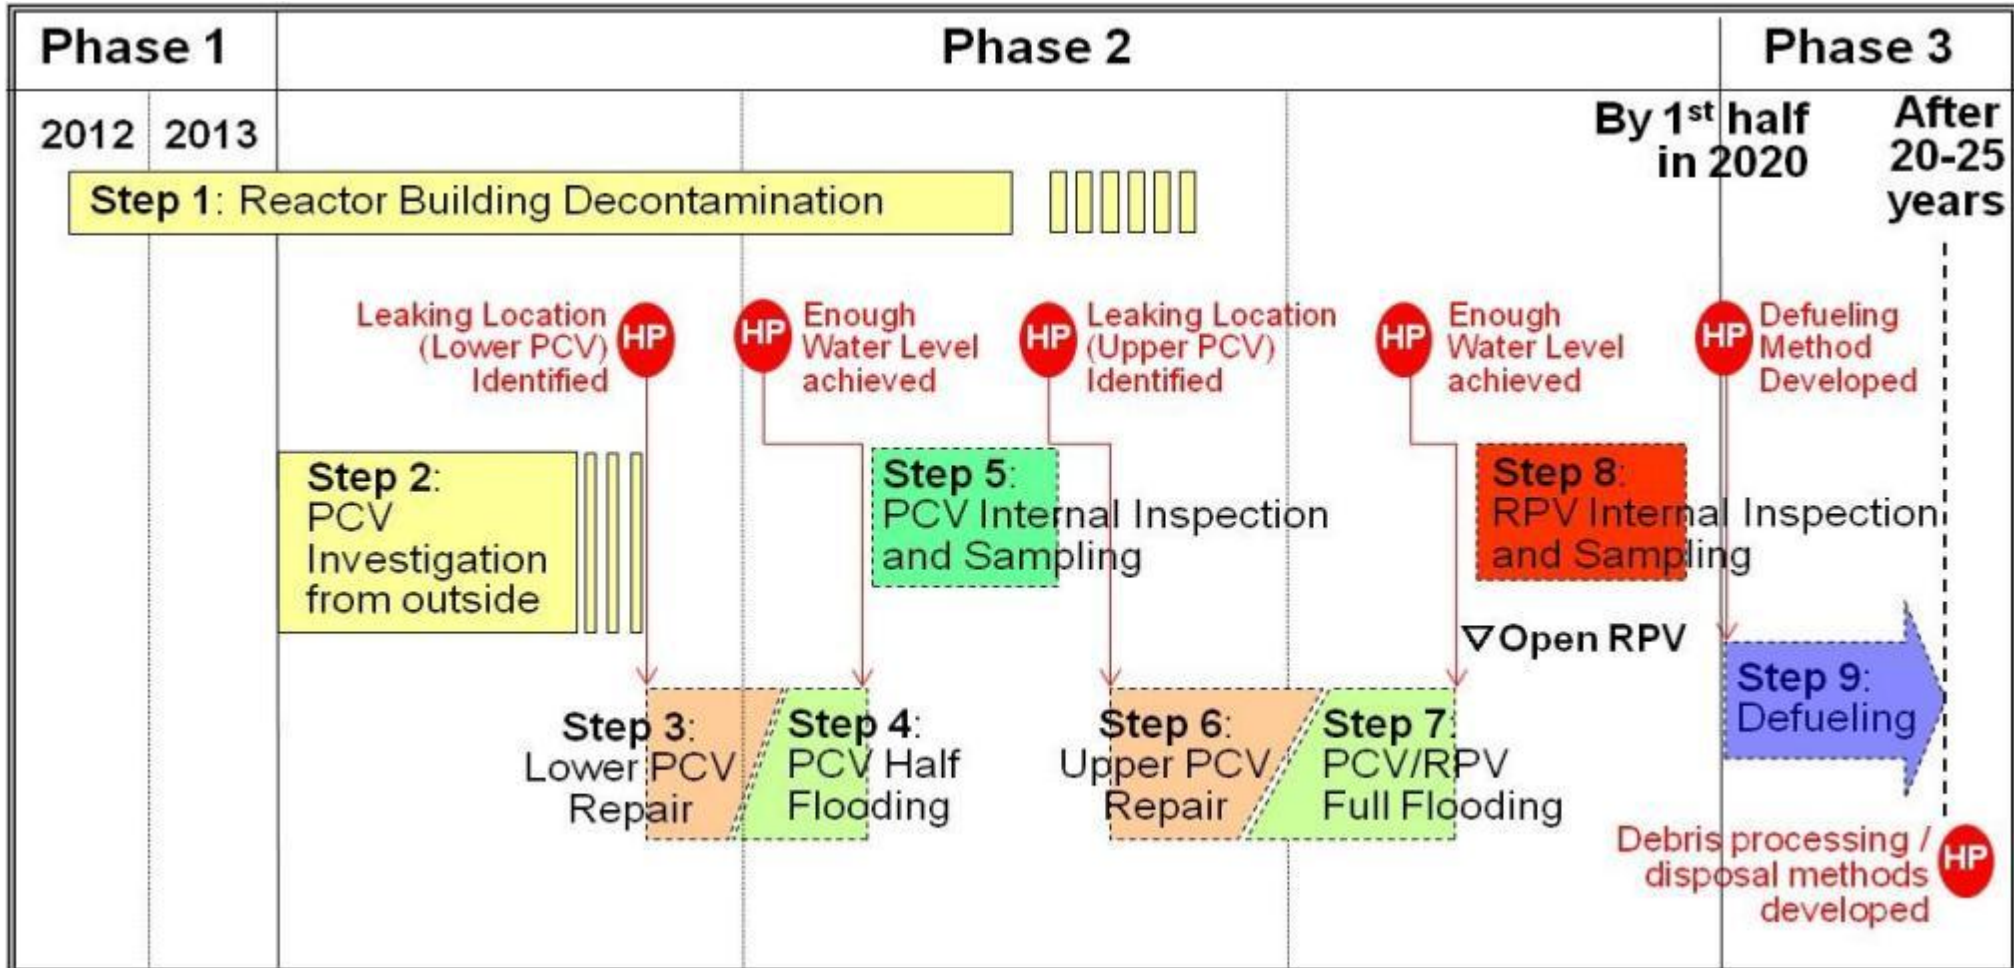 Phase 1
Phase 2
Phase 3
2012
2013
By 1st half
in 2020
After
20-25
years
Step 1: Reactor Building Decontamination
Leaking Location
(Lower PCV)
Identified
HP
HP
Enough
Water Level
achieved
HP
Leaking Location
(Upper PCV)
Identified
HP
Enough
Water Level
achieved
HP
Defueling
Method
Developed
Step 2:
PCV
Investigation
from outside
Step 5:
PCV Internal Inspection
and Sampling
Step 8:
RPV Internal Inspection
and Sampling
▽Open RPV
Step 3:
Lower PCV
Repair
Step 4:
PCV Half
Flooding
Step 6:
Upper PCV
Repair
Step 7:
PCV/RPV
Full Flooding
Step 9:
Defueling
Debris processing /
disposal methods
developed
HP